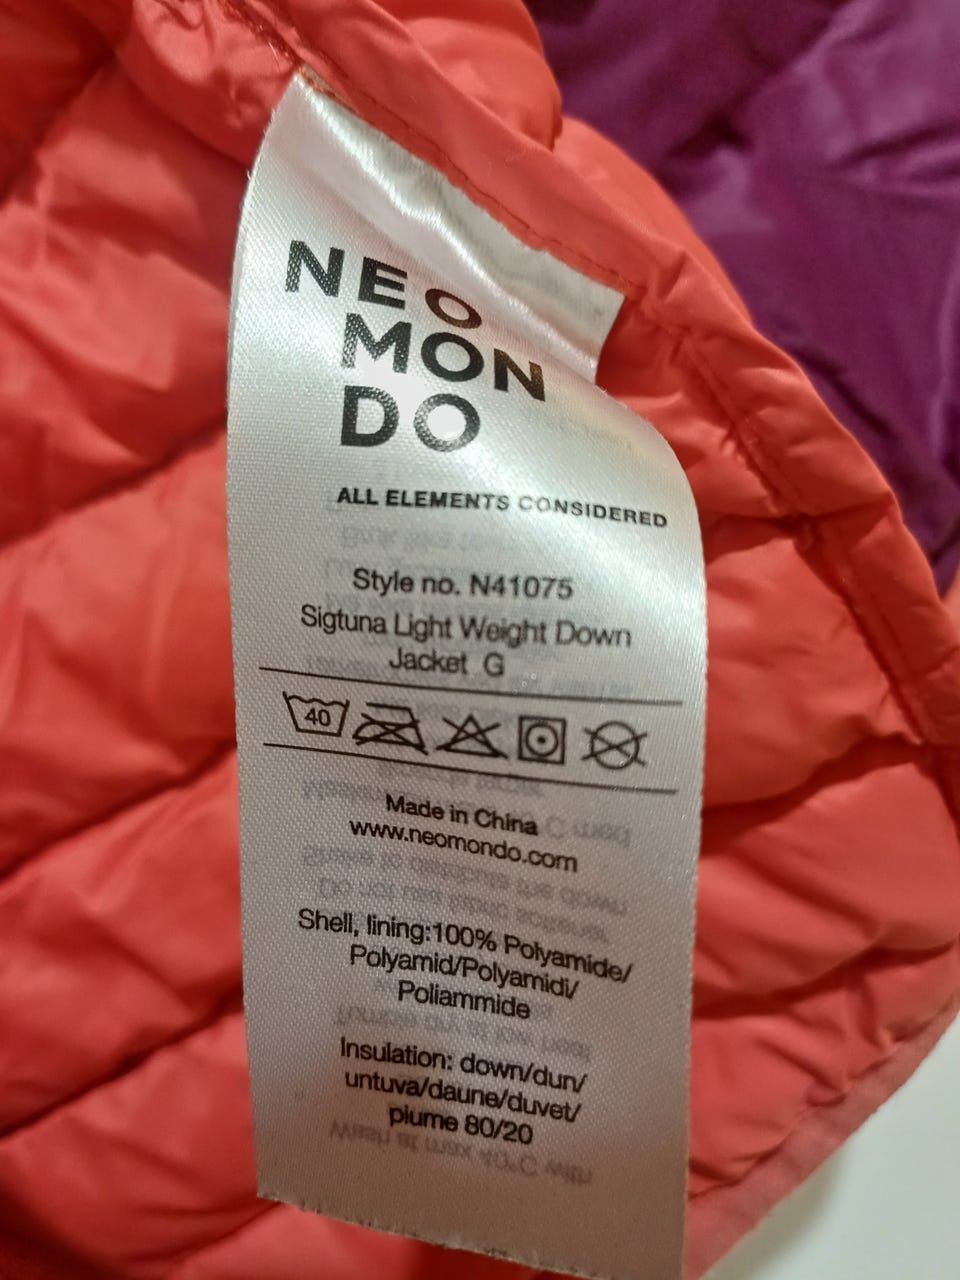 NEO
MON
DO
ALL ELEMENTS CONSIDERED
Style no. N41075
Sigtuna Light Weight Down
Jacket G
40
Made in China
www.neomondo.com
Shell, lining:100% Polyamide/
Polyamid/Polyamidi/
Poliammide
Insulation: down/dun/
untuva/daune/duvet/
piume 80/20